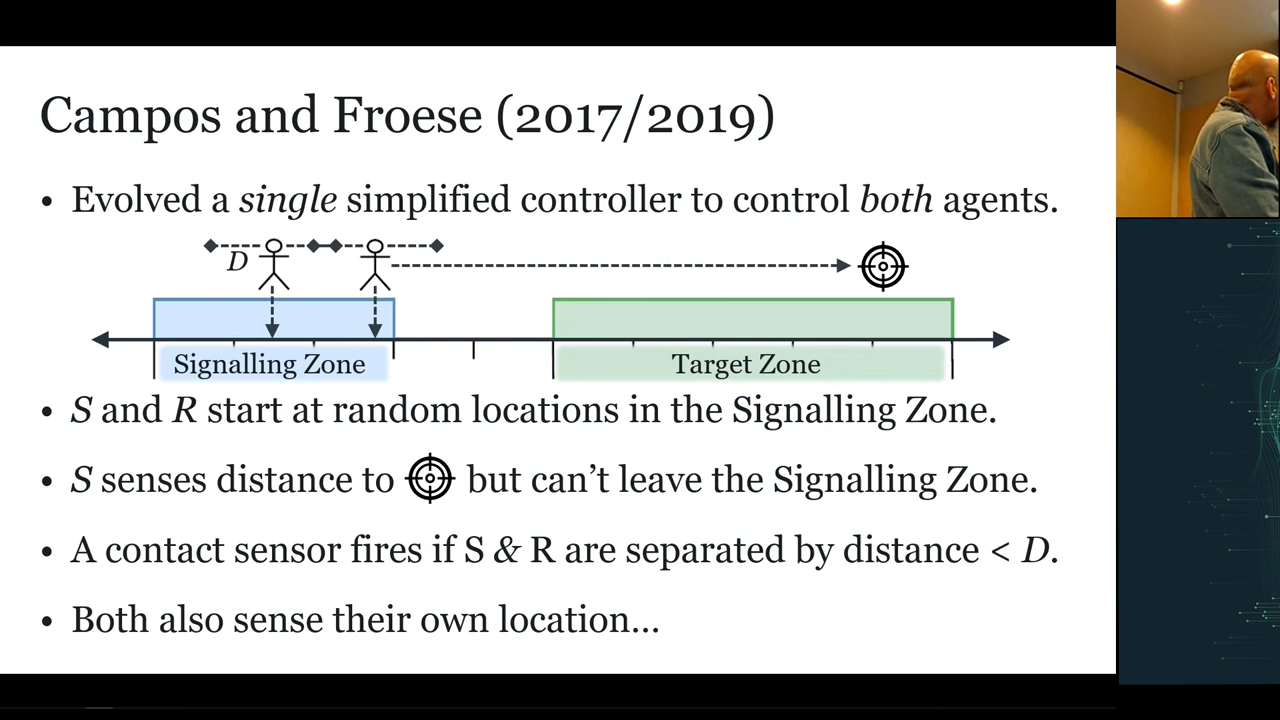 Campos and Froese (2017/2019)
• Evolved a single simplified controller to control both agents.
D
Signalling Zone
Target Zone
• S and R start at random locations in the Signalling Zone.
• S senses distance to but can’t leave the Signalling Zone.
• A contact sensor fires if S & R are separated by distance < D.
• Both also sense their own location...